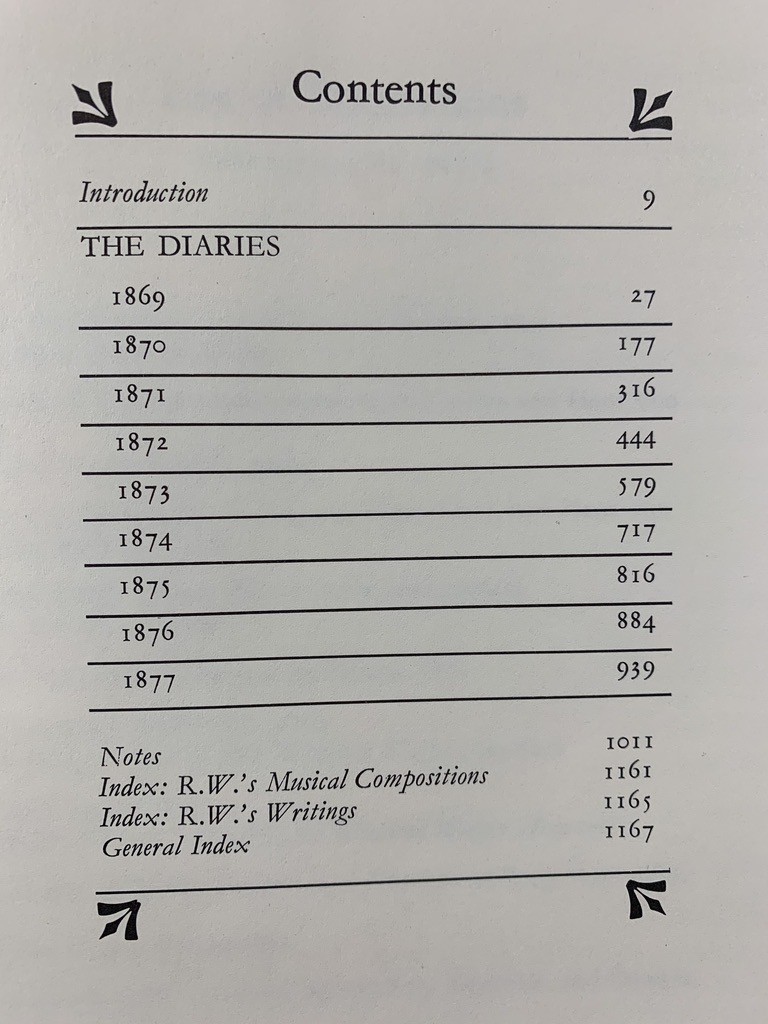 Contents
Introduction 9
THE DIARIES
1869 27
1870 177
1871 316
1872 444
1873 579
1874 717
1875 816
1876 884
1877 939
Notes 1011
Index: R.W.'s Musical Compositions 1161
Index: R.W.'s Writings 1165
General Index 1167